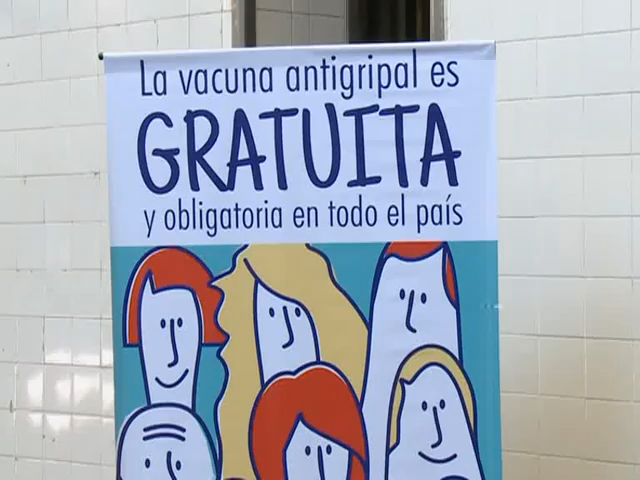 La vacuna antigripal es
GRATUITA
y obligatoria en todo el país